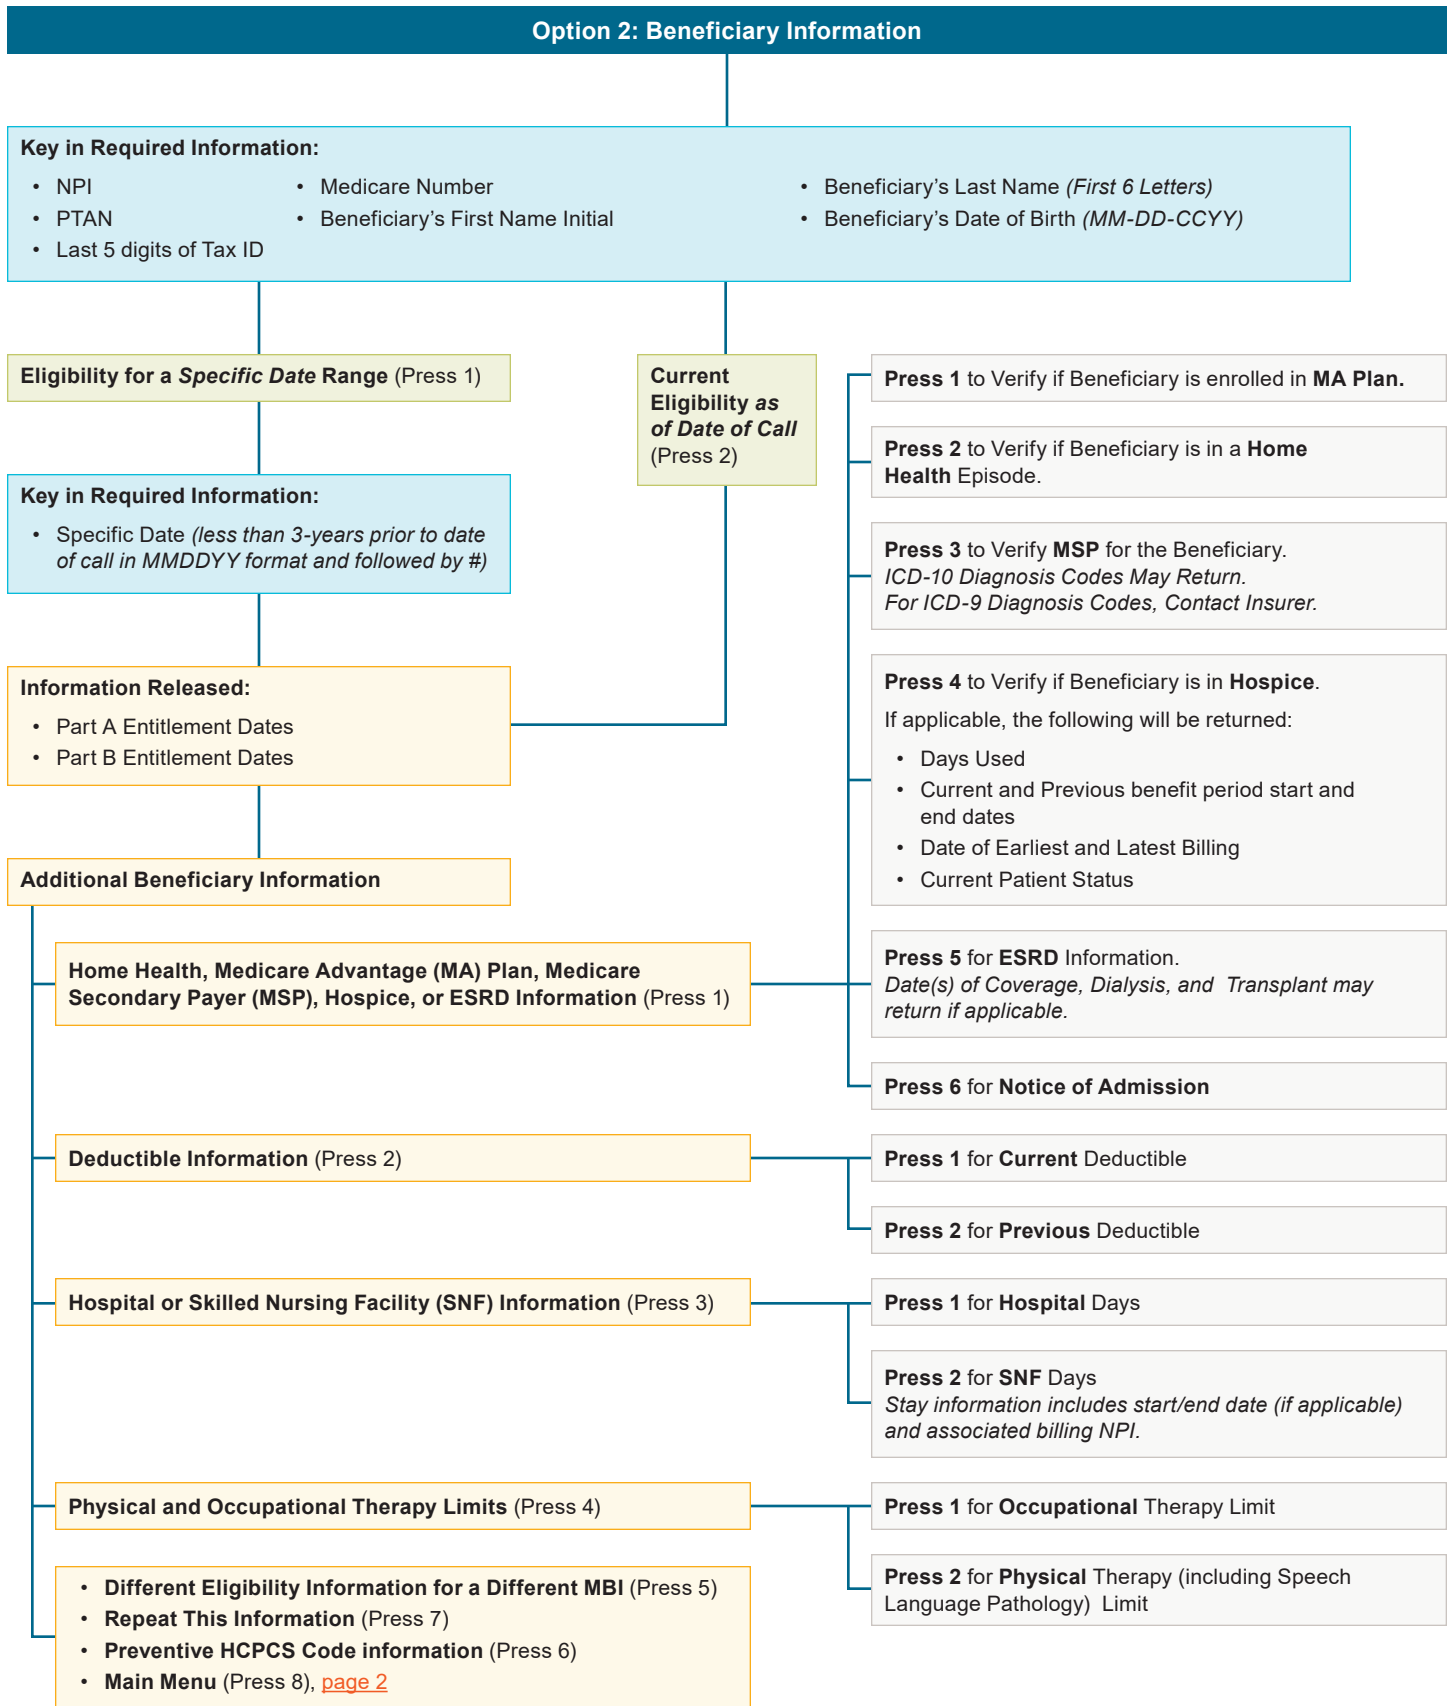 Option 2: Beneficiary Information
Key in Required Information:
• NPI
• PTAN
• Last 5 digits of Tax ID
• Medicare Number
• Beneficiary's First Name Initial
• Beneficiary's Last Name (First 6 Letters)
• Beneficiary's Date of Birth (MM-DD-CCYY)
Eligibility for a Specific Date Range (Press 1)
Key in Required Information:
• Specific Date (less than 3-years prior to date
of call in MMDDYY format and followed by #)
Current
Eligibility as
of Date of Call
(Press 2)
Information Released:
• Part A Entitlement Dates
• Part B Entitlement Dates
Additional Beneficiary Information
Home Health, Medicare Advantage (MA) Plan, Medicare
Secondary Payer (MSP), Hospice, or ESRD Information (Press 1)
Press 1 to Verify if Beneficiary is enrolled in MA Plan.
Press 2 to Verify if Beneficiary is in a Home
Health Episode.
Press 3 to Verify MSP for the Beneficiary.
ICD-10 Diagnosis Codes May Return.
For ICD-9 Diagnosis Codes, Contact Insurer.
Press 4 to Verify if Beneficiary is in Hospice.
If applicable, the following will be returned:
• Days Used
• Current and Previous benefit period start and
end dates
• Date of Earliest and Latest Billing
• Current Patient Status
Press 5 for ESRD Information.
Date(s) of Coverage, Dialysis, and Transplant may
return if applicable.
Press 6 for Notice of Admission
Deductible Information (Press 2)
Press 1 for Current Deductible
Press 2 for Previous Deductible
Hospital or Skilled Nursing Facility (SNF) Information (Press 3)
Press 1 for Hospital Days
Press 2 for SNF Days
Stay information includes start/end date (if applicable)
and associated billing NPI.
Physical and Occupational Therapy Limits (Press 4)
Press 1 for Occupational Therapy Limit
Press 2 for Physical Therapy (including Speech
Language Pathology) Limit
• Different Eligibility Information for a Different MBI (Press 5)
• Repeat This Information (Press 7)
• Preventive HCPCS Code information (Press 6)
• Main Menu (Press 8), page 2